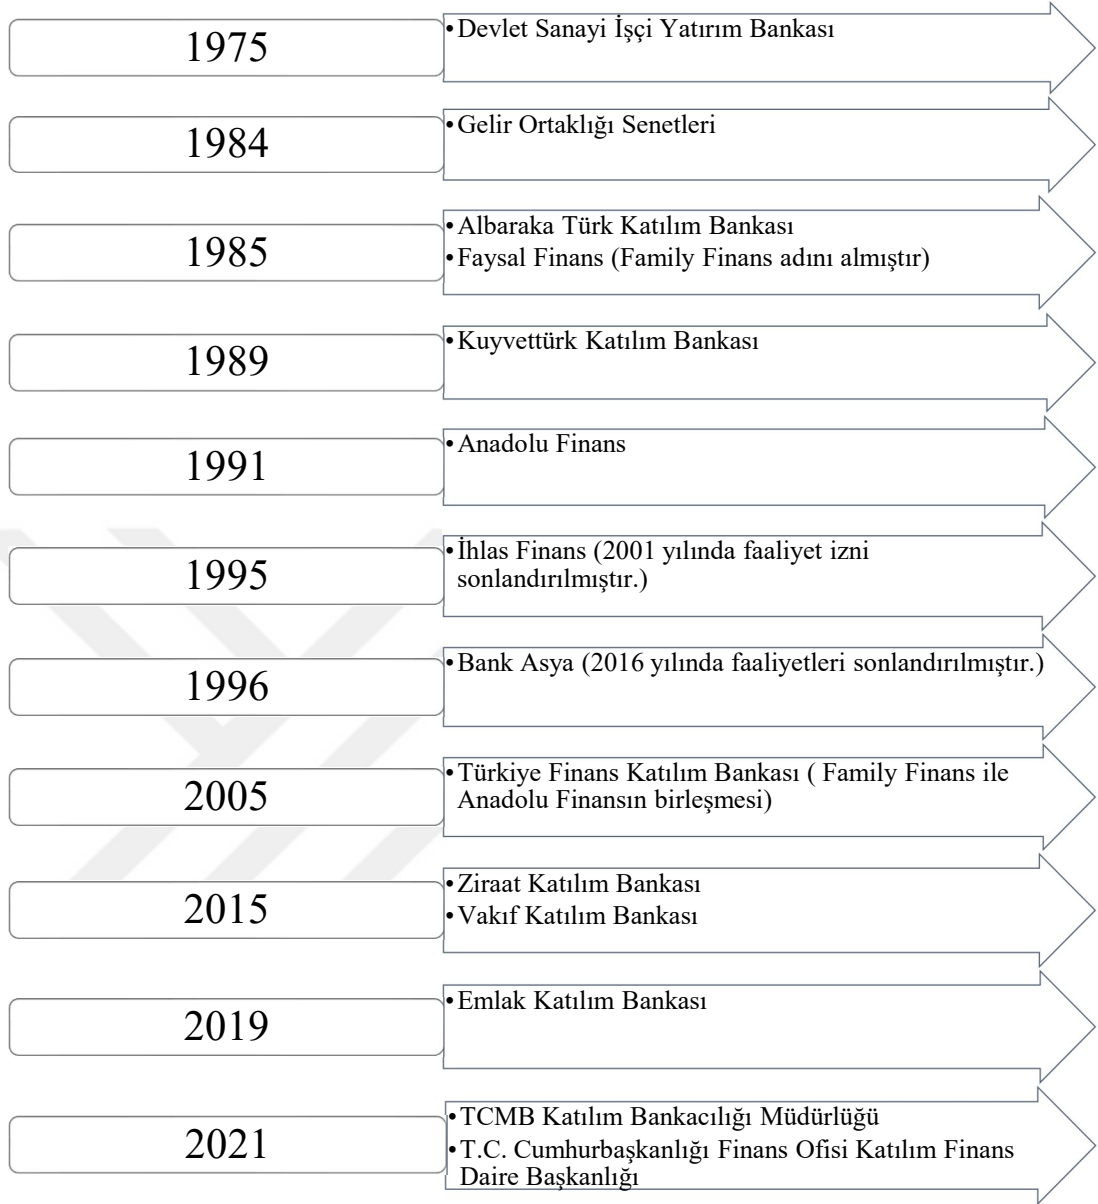 1975
•Devlet Sanayi İşçi Yatırım Bankası
1984
•Gelir Ortaklığı Senetleri
1985
•Albaraka Türk Katılım Bankası
•Faysal Finans (Family Finans adını almıştır)
1989
•Kuyvettürk Katılım Bankası
1991
•Anadolu Finans
1995
•İhlas Finans (2001 yılında faaliyet izni
sonlandırılmıştır.)
1996
•Bank Asya (2016 yılında faaliyetleri sonlandırılmıştır.)
2005
•Türkiye Finans Katılım Bankası ( Family Finans ile
Anadolu Finansın birleşmesi)
2015
•Ziraat Katılım Bankası
•Vakıf Katılım Bankası
2019
•Emlak Katılım Bankası
2021
•TCMB Katılım Bankacılığı Müdürlüğü
•T.C. Cumhurbaşkanlığı Finans Ofisi Katılım Finans
Daire Başkanlığı